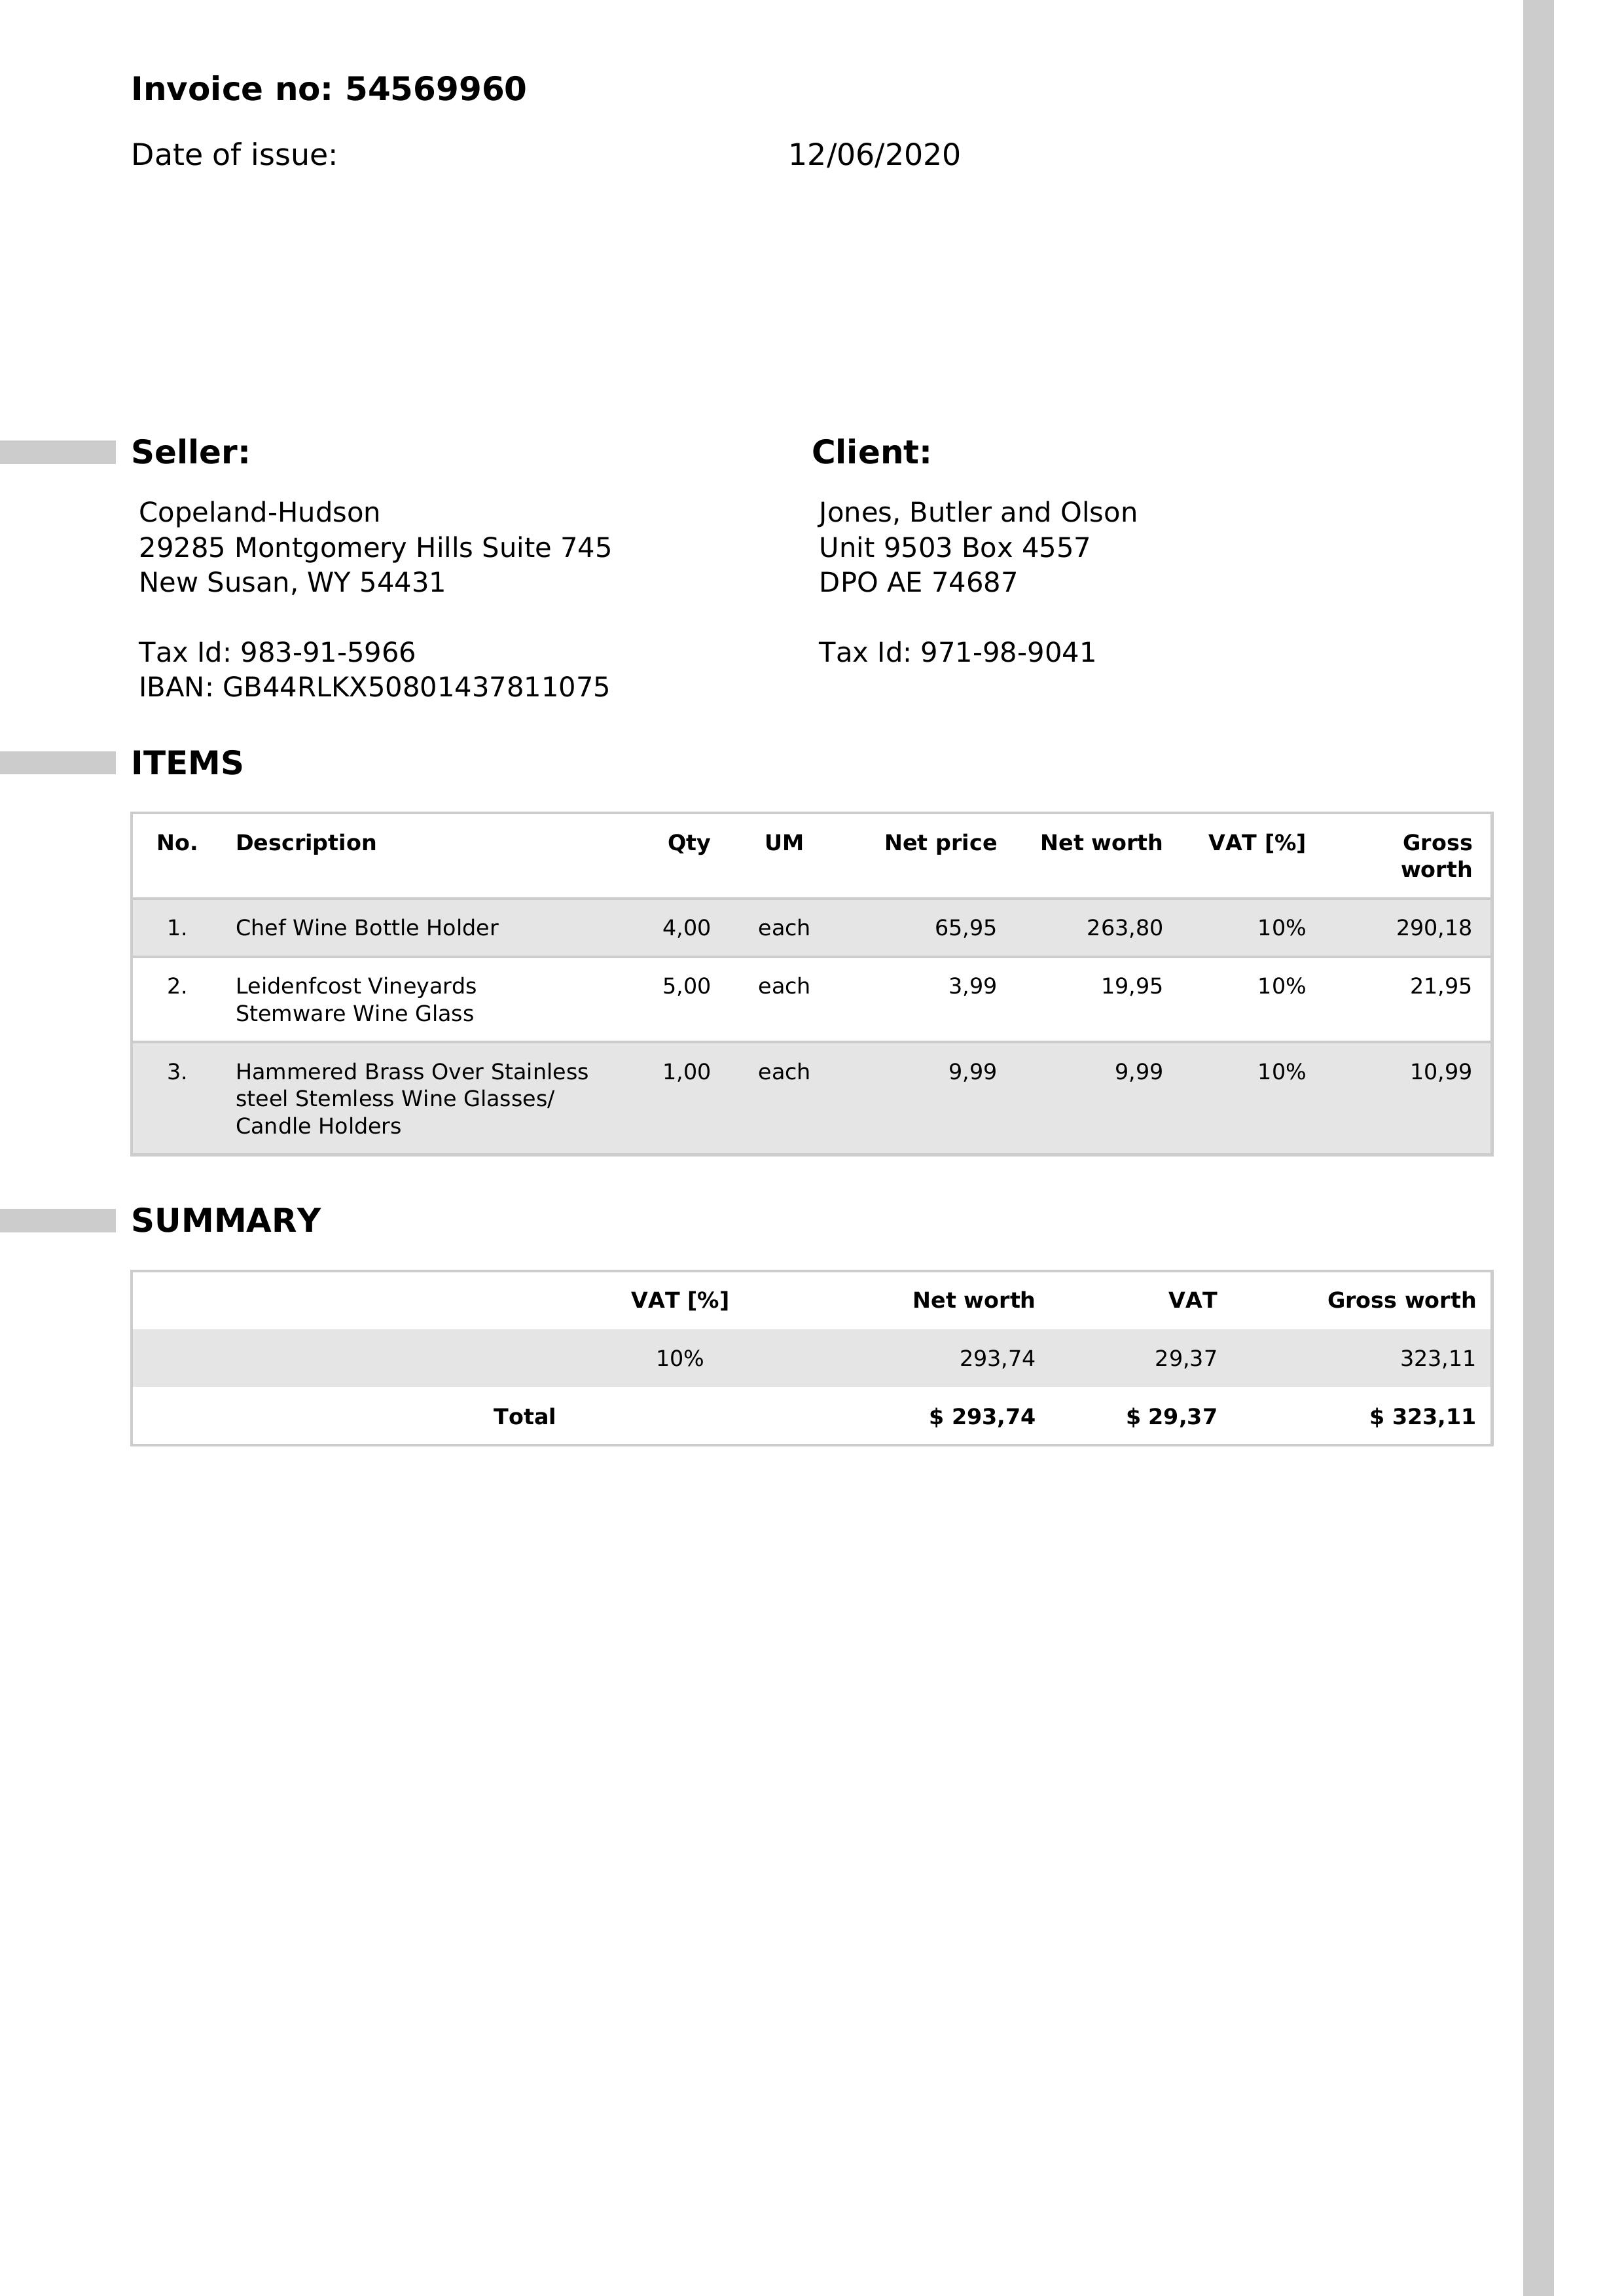 Invoice no: 54569960
Date of issue: 12/06/2020
Seller:
Copeland-Hudson
29285 Montgomery Hills Suite 745
New Susan, WY 54431
Tax Id: 983-91-5966
IBAN: GB44RLKX50801437811075
Client:
Jones, Butler and Olson
Unit 9503 Box 4557
DPO AE 74687
Tax Id: 971-98-9041
ITEMS
No. Description Qty UM Net price Net worth VAT [%] Gross
worth
1. Chef Wine Bottle Holder 4,00 each 65,95 263,80 10% 290,18
2. Leidenfcost Vineyards 5,00 each 3,99 19,95 10% 21,95
Stemware Wine Glass
3. Hammered Brass Over Stainless 1,00 each 9,99 9,99 10% 10,99
steel Stemless Wine Glasses/
Candle Holders
SUMMARY
VAT [%] Net worth VAT Gross worth
10% 293,74 29,37 323,11
Total $ 293,74 $ 29,37 $ 323,11